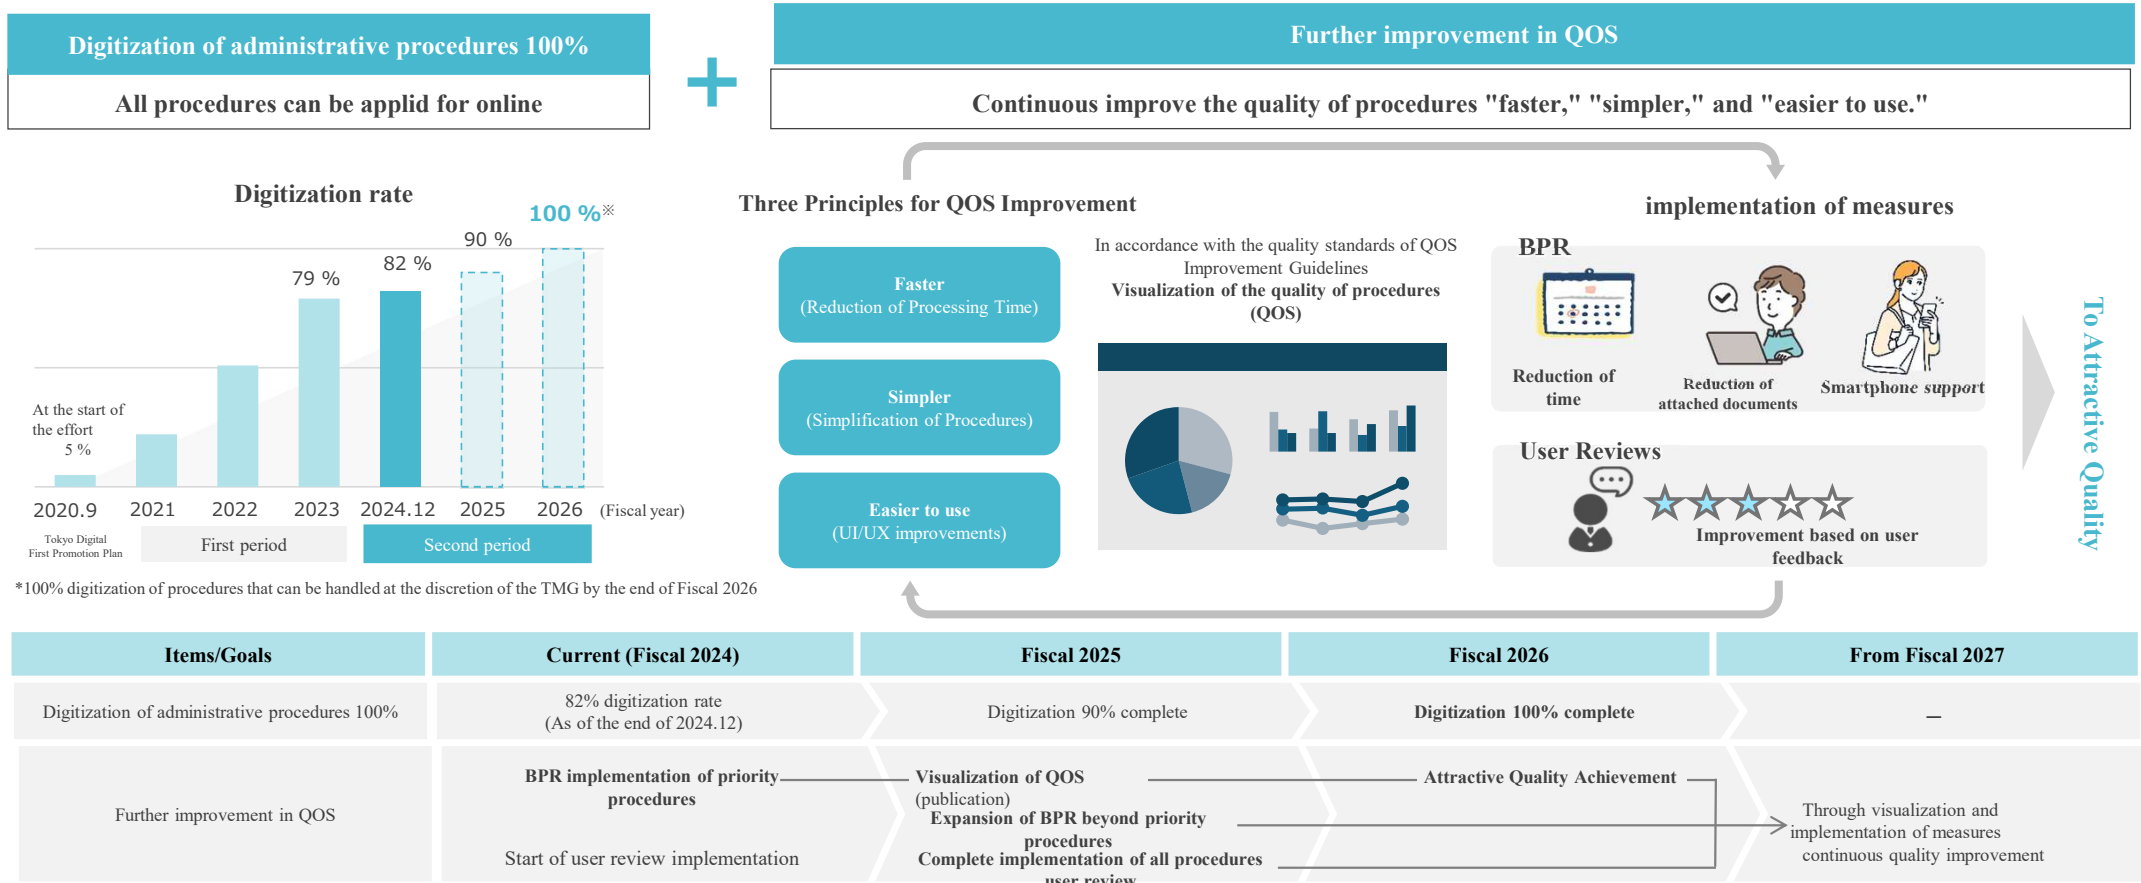 Digitization of administrative procedures 100%
All procedures can be applid for online
Further improvement in QOS
Continuous improve the quality of procedures "faster," "simpler," and "easier to use."
Digitization rate
100 %※
90 %
82 %
79 %
At the start of
the effort
5 %
2020.9
2021
2022
2023
2024.12
2025
2026
(Fiscal year)
Tokyo Digital
First Promotion Plan
First period
Second period
*100% digitization of procedures that can be handled at the discretion of the TMG by the end of Fiscal 2026
Three Principles for QOS Improvement
Faster
(Reduction of Processing Time)
Simpler
(Simplification of Procedures)
Easier to use
(UI/UX improvements)
In accordance with the quality standards of QOS
Improvement Guidelines
Visualization of the quality of procedures
(QOS)
implementation of measures
BPR
Reduction of
time
Reduction of
attached documents
Smartphone support
User Reviews
Improvement based on user
feedback
To Attractive Quality
Items/Goals
Current (Fiscal 2024)
Fiscal 2025
Fiscal 2026
From Fiscal 2027
Digitization of administrative procedures 100%
82% digitization rate
(As of the end of 2024.12)
Digitization 90% complete
Digitization 100% complete
—
Further improvement in QOS
BPR implementation of priority
procedures
Start of user review implementation
Visualization of QOS
(publication)
Expansion of BPR beyond priority
procedures
Complete implementation of all procedures
user review
Attractive Quality Achievement
Through visualization and
implementation of measures
continuous quality improvement